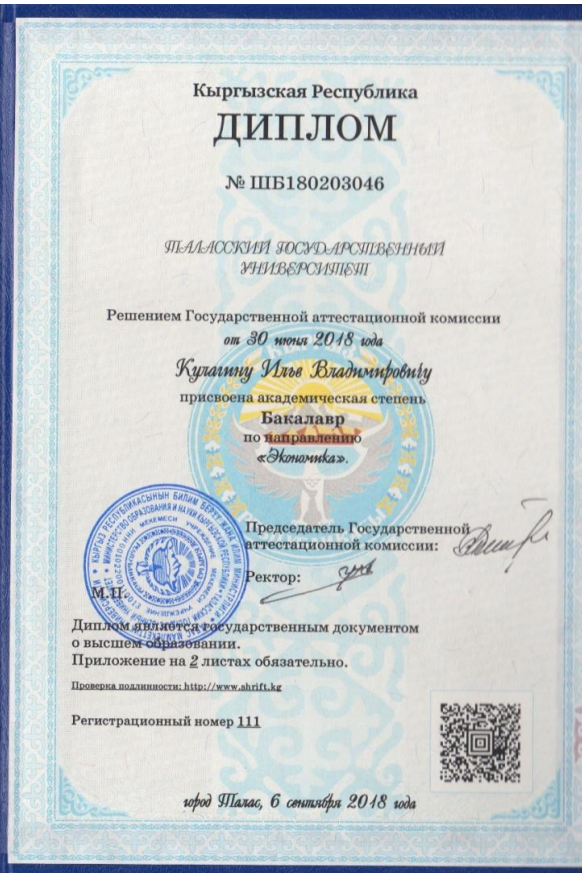 Кыргызская Республика
ДИПЛОМ
№ ШБ180203046
ТАЛАССКИЙ ГОСУДАРСТВЕННЫЙ
УНИВЕРСИТЕТ
Решением Государственной аттестационной комиссии
от 30 июня 2018 года
Кулагину Илье Владимировичу
присвоена академическая степень
Бакалавр
по направлению
«Экономика».
Председатель Государственной
аттестационной комиссии:
Ректор:
М.П.
Диплом является государственным документом
о высшем образовании.
Приложение на 2 листах обязательно.
Проверка подлинности: http://www.shrift.kg
Регистрационный номер 111
город Талас, 6 сентября 2018 года